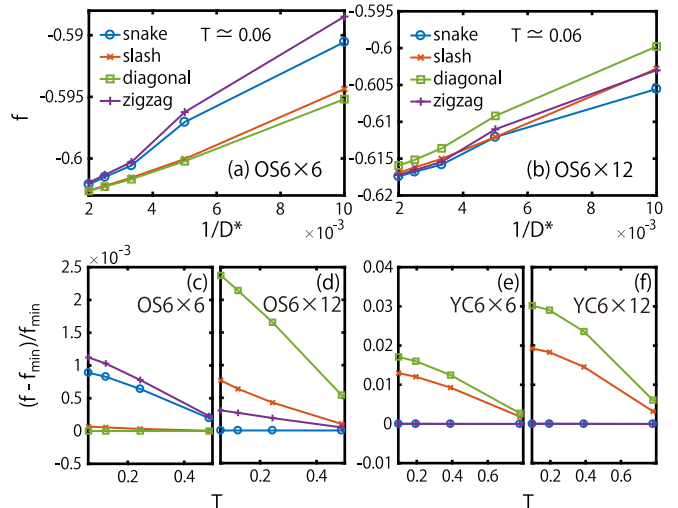 snake T ≃ 0.06
slash
diagonal
zigzag
f
-0.59
-0.595
-0.6
(a) OS6×6
2 4 6 8 10
1/D* ×10⁻³
snake T ≃ 0.06
slash
diagonal
zigzag
-0.595
-0.6
-0.605
-0.61
-0.615
-0.62
(b) OS6×12
2 4 6 8 10
1/D* ×10⁻³
(f - f_min)/f_min
×10⁻³
2.5
2
1.5
1
0.5
0
-0.5
(c)
OS6×6
0.2 0.4
(d)
OS6×12
0.2 0.4
T
0.04
0.03
0.02
0.01
0
-0.01
(e)
YC6×6
0.2 0.4 0.6
(f)
YC6×12
0.2 0.4 0.6
T